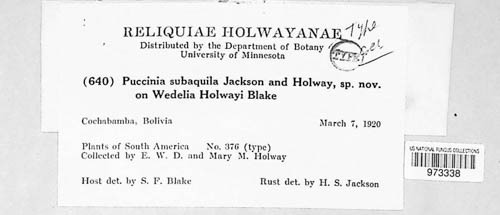 RELIQUIAE HOLWAYANAE Type
Distributed by the Department of Botany
University of Minnesota
TYPE
(640) Puccinia subaquila Jackson and Holway, sp. nov.
on Wedelia Holwayi Blake
Cochabamba, Bolivia March 7, 1920
Plants of South America No. 376 (type)
Collected by E. W. D. and Mary M. Holway
Host det. by S. F. Blake Rust det. by H. S. Jackson
US NATIONAL FUNGUS COLLECTIONS
973338